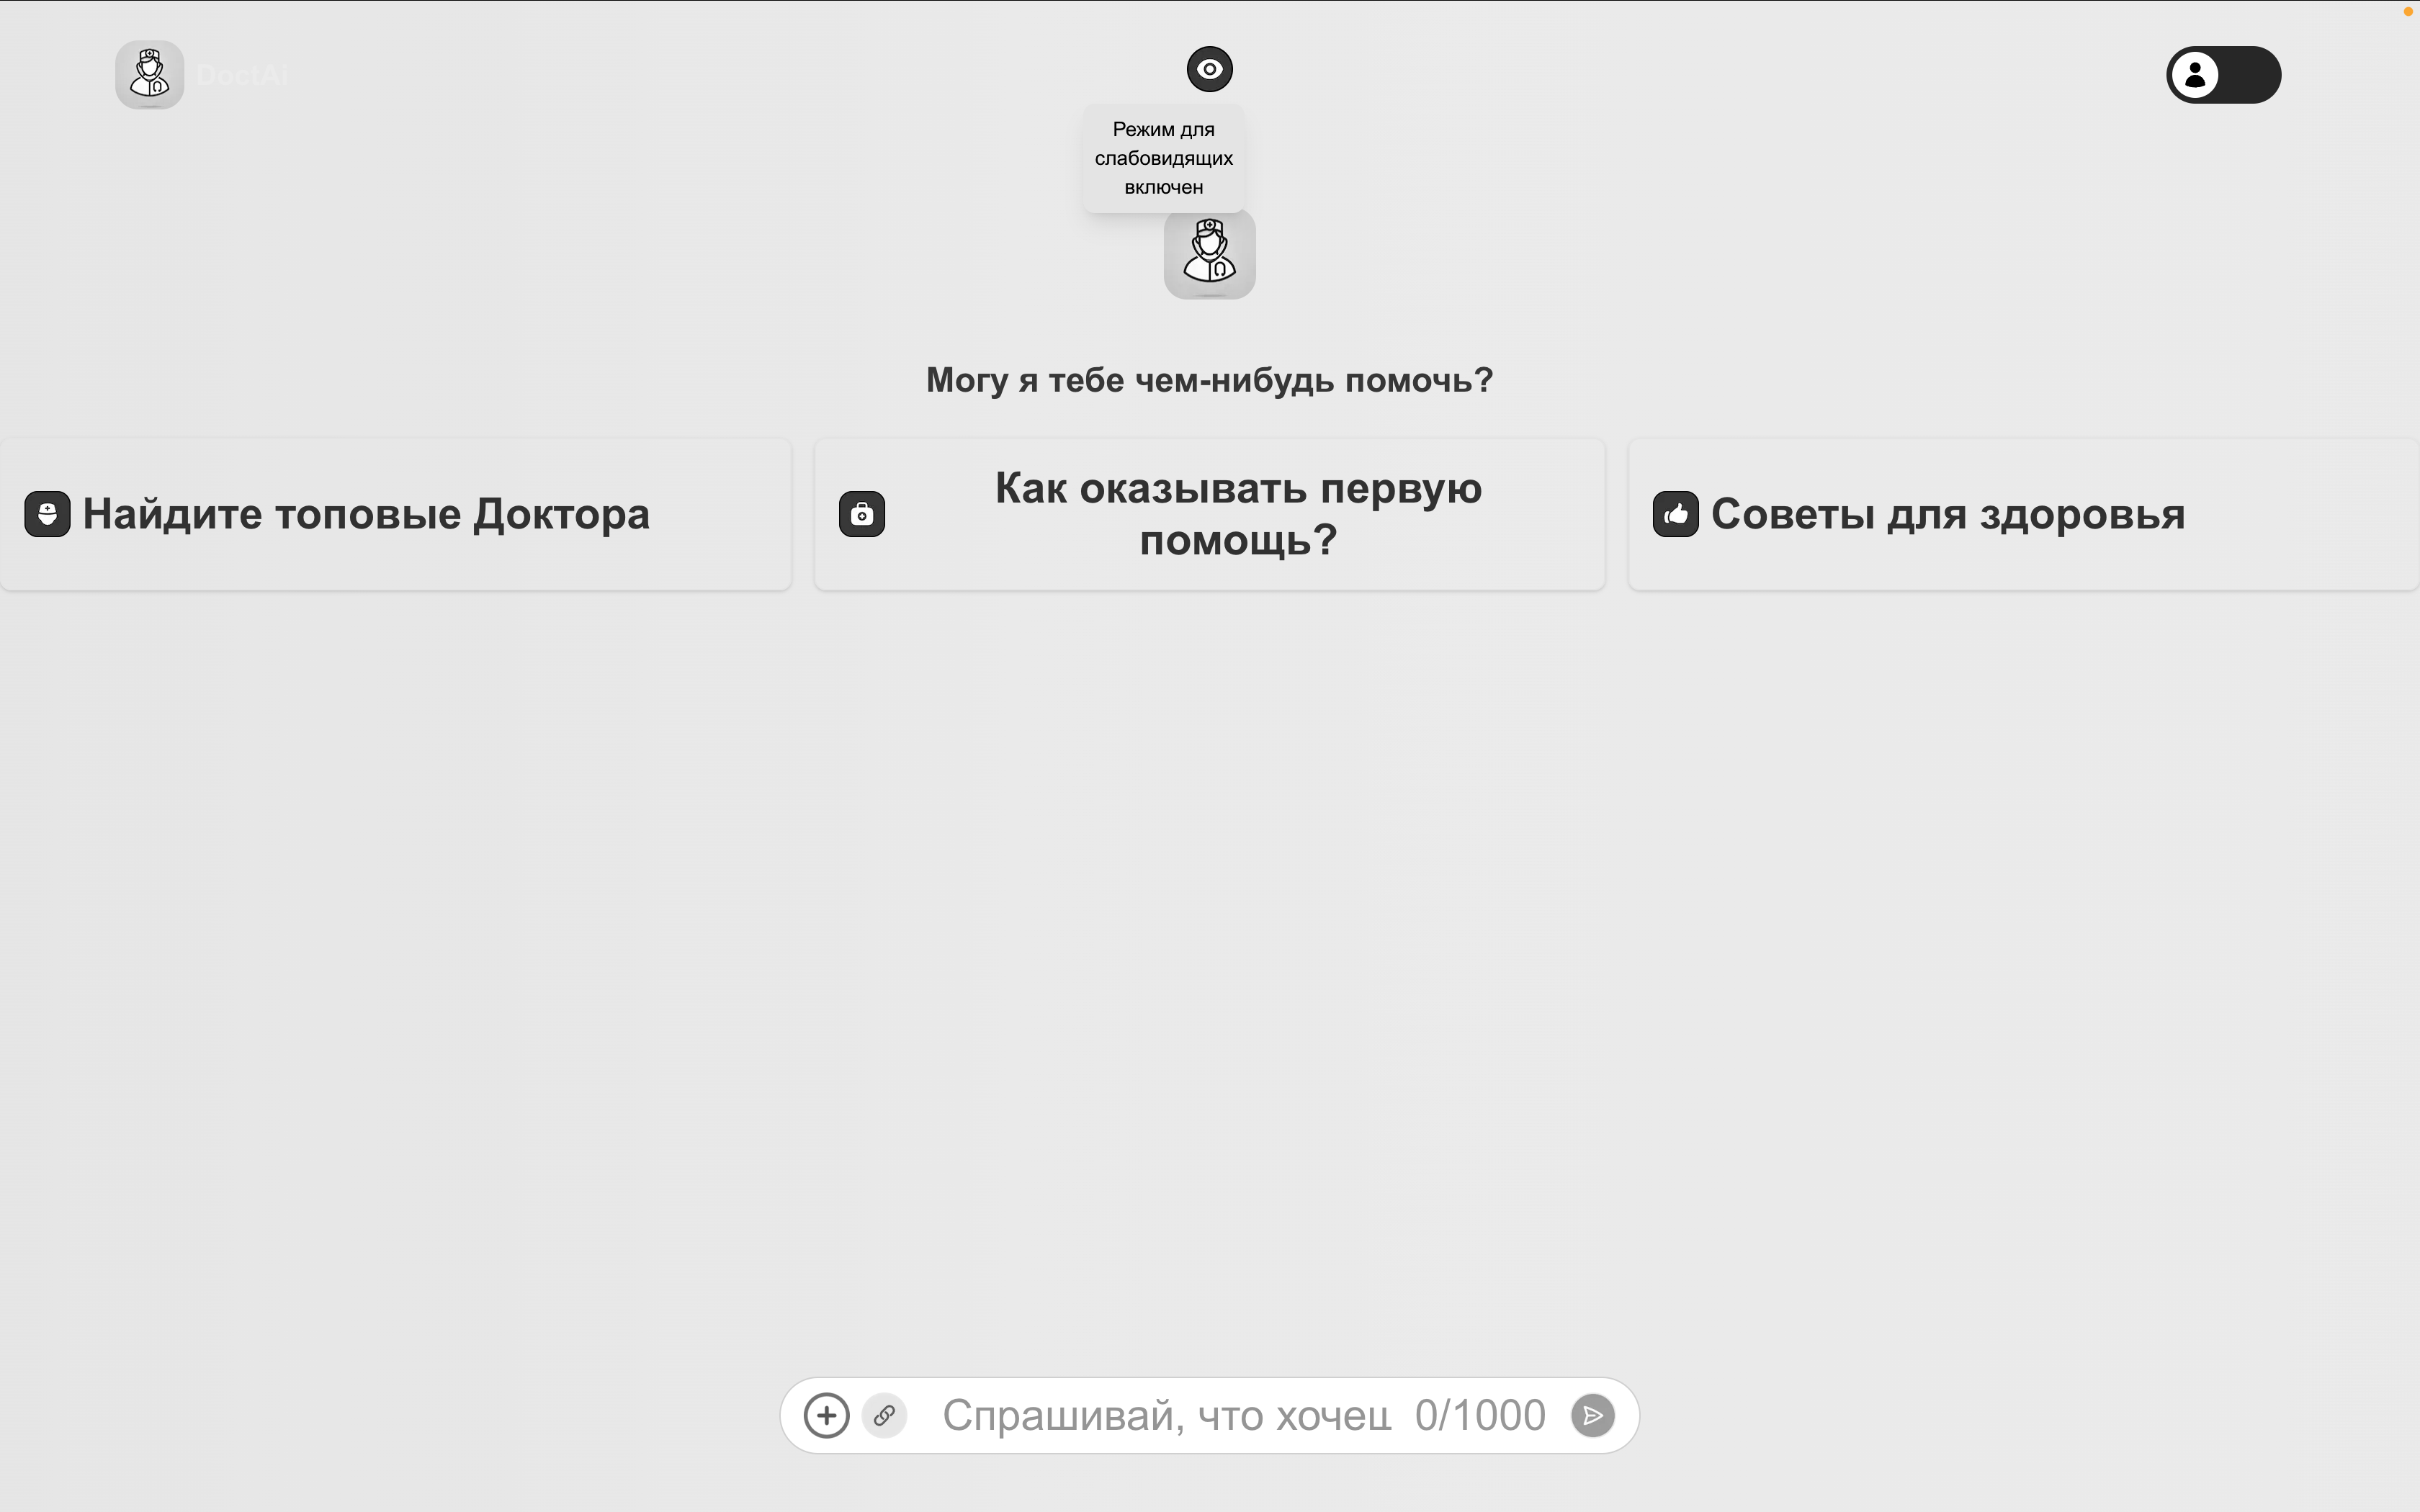 DoctAi
Режим для
слабовидящих
включен
Могу я тебе чем-нибудь помочь?
Найдите топовые Доктора
Как оказывать первую
помощь?
Советы для здоровья
Спрашивай, что хочеш 0/1000